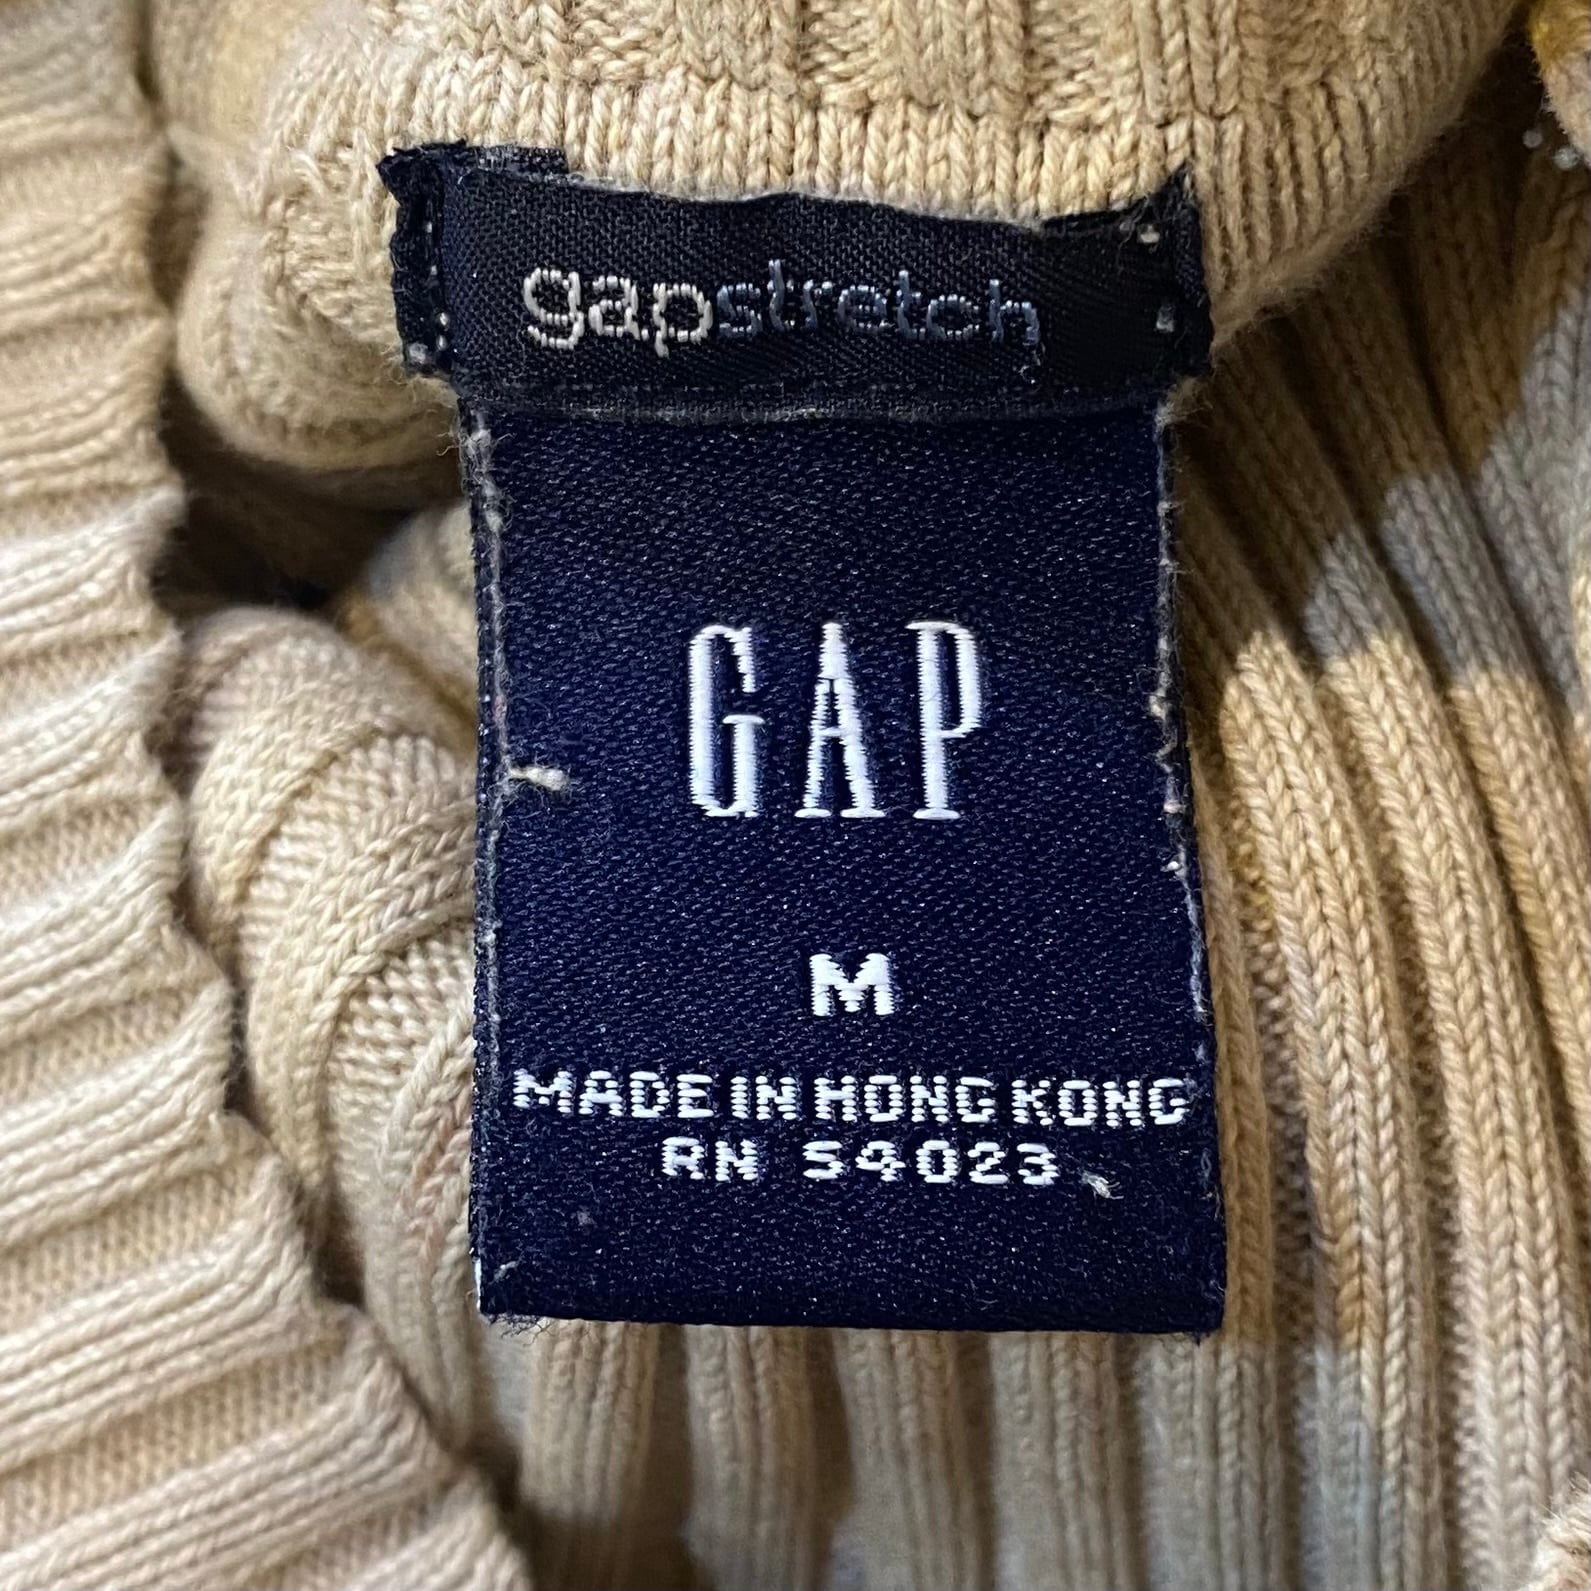 gapstretch
GAP
M
MADE IN HONG KONG
RN 54023